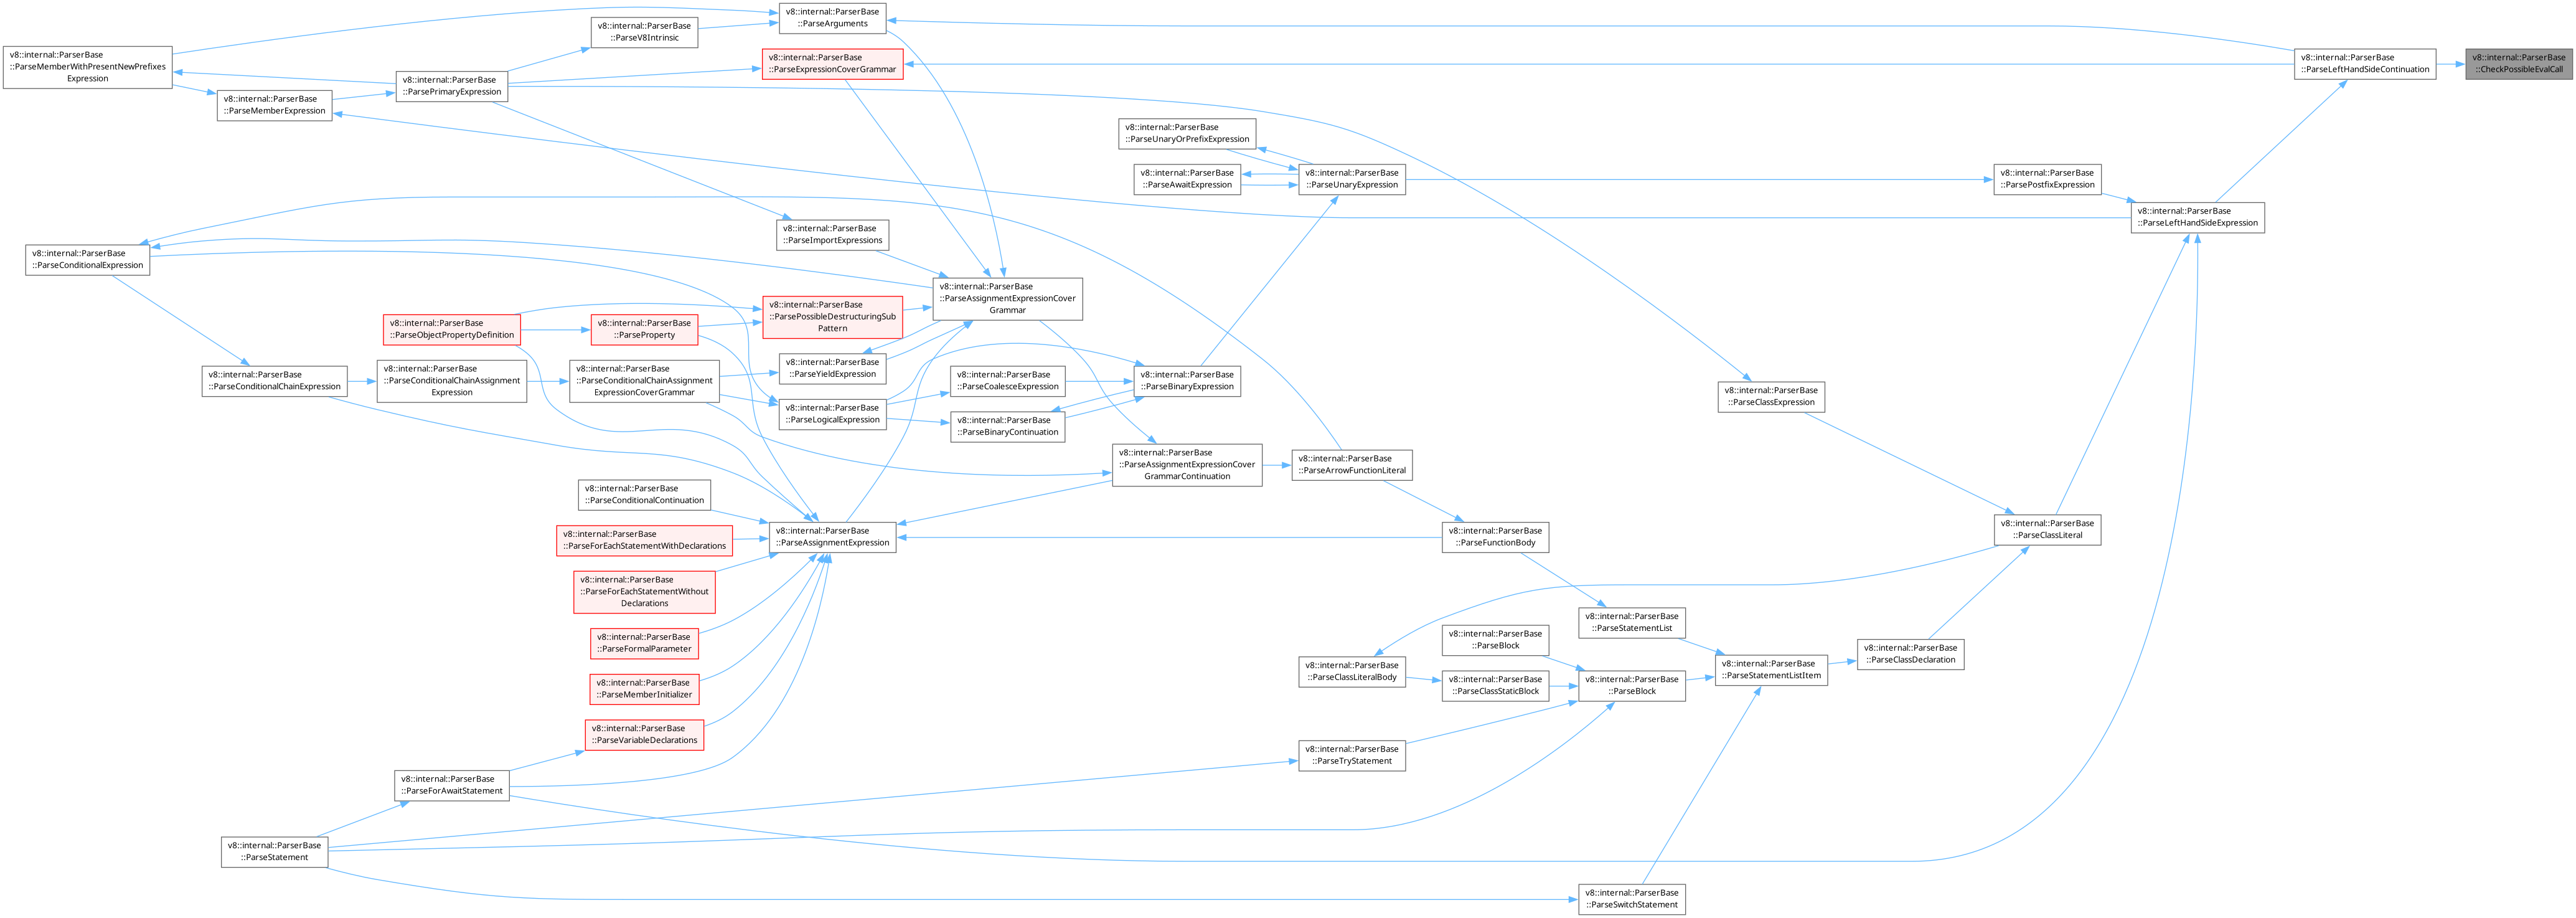 v8::internal::ParserBase
::ParseArguments
v8::internal::ParserBase
::ParseV8Intrinsic
v8::internal::ParserBase
::ParseMemberWithPresentNewPrefixes
Expression
v8::internal::ParserBase
::ParseExpressionCoverGrammar
v8::internal::ParserBase
::ParseLeftHandSideContinuation
v8::internal::ParserBase
::CheckPossibleEvalCall
v8::internal::ParserBase
::ParsePrimaryExpression
v8::internal::ParserBase
::ParseMemberExpression
v8::internal::ParserBase
::ParseUnaryOrPrefixExpression
v8::internal::ParserBase
::ParseAwaitExpression
v8::internal::ParserBase
::ParseUnaryExpression
v8::internal::ParserBase
::ParsePostfixExpression
v8::internal::ParserBase
::ParseLeftHandSideExpression
v8::internal::ParserBase
::ParseImportExpressions
v8::internal::ParserBase
::ParseConditionalExpression
v8::internal::ParserBase
::ParseAssignmentExpressionCover
Grammar
v8::internal::ParserBase
::ParsePossibleDestructuringSub
Pattern
v8::internal::ParserBase
::ParseObjectPropertyDefinition
v8::internal::ParserBase
::ParseProperty
v8::internal::ParserBase
::ParseYieldExpression
v8::internal::ParserBase
::ParseConditionalChainExpression
v8::internal::ParserBase
::ParseConditionalChainAssignment
Expression
v8::internal::ParserBase
::ParseConditionalChainAssignment
ExpressionCoverGrammar
v8::internal::ParserBase
::ParseCoalesceExpression
v8::internal::ParserBase
::ParseBinaryExpression
v8::internal::ParserBase
::ParseClassExpression
v8::internal::ParserBase
::ParseLogicalExpression
v8::internal::ParserBase
::ParseBinaryContinuation
v8::internal::ParserBase
::ParseAssignmentExpressionCover
GrammarContinuation
v8::internal::ParserBase
::ParseArrowFunctionLiteral
v8::internal::ParserBase
::ParseConditionalContinuation
v8::internal::ParserBase
::ParseForEachStatementWithDeclarations
v8::internal::ParserBase
::ParseAssignmentExpression
v8::internal::ParserBase
::ParseFunctionBody
v8::internal::ParserBase
::ParseClassLiteral
v8::internal::ParserBase
::ParseForEachStatementWithout
Declarations
v8::internal::ParserBase
::ParseFormalParameter
v8::internal::ParserBase
::ParseStatementList
v8::internal::ParserBase
::ParseBlock
v8::internal::ParserBase
::ParseClassDeclaration
v8::internal::ParserBase
::ParseStatementListItem
v8::internal::ParserBase
::ParseClassLiteralBody
v8::internal::ParserBase
::ParseClassStaticBlock
v8::internal::ParserBase
::ParseBlock
v8::internal::ParserBase
::ParseMemberInitializer
v8::internal::ParserBase
::ParseVariableDeclarations
v8::internal::ParserBase
::ParseTryStatement
v8::internal::ParserBase
::ParseForAwaitStatement
v8::internal::ParserBase
::ParseStatement
v8::internal::ParserBase
::ParseSwitchStatement